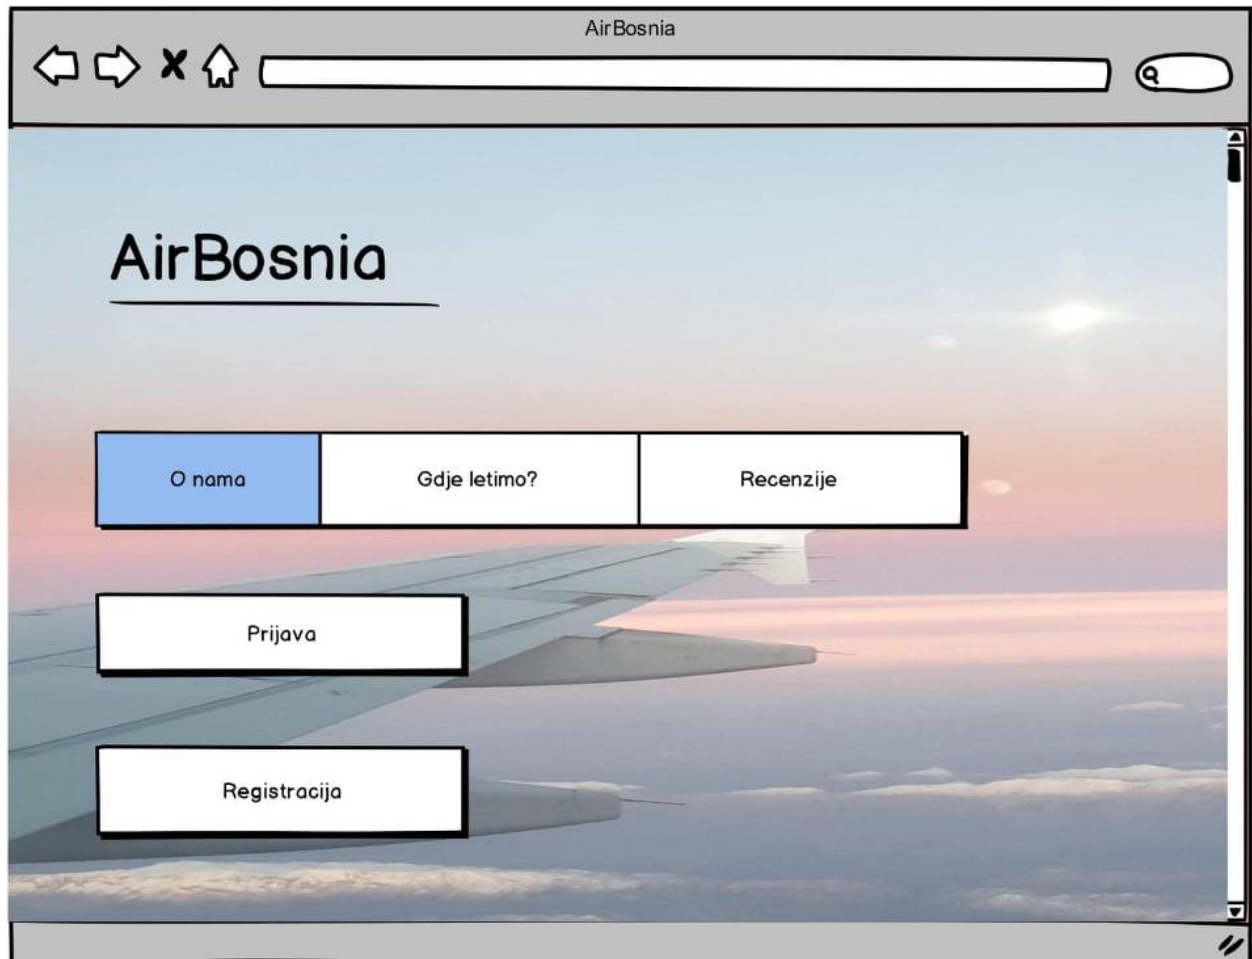 AirBosnia
AirBosnia
O nama
Gdje letimo?
Recenzije
Prijava
Registracija